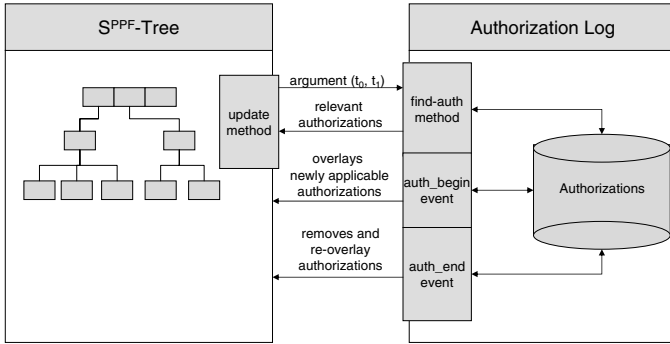 S^PPF-Tree
Authorization Log
update
method
argument (t0, t1)
relevant
authorizations
find-auth
method
overlays
newly applicable
authorizations
auth_begin
event
removes and
re-overlay
authorizations
auth_end
event
Authorizations